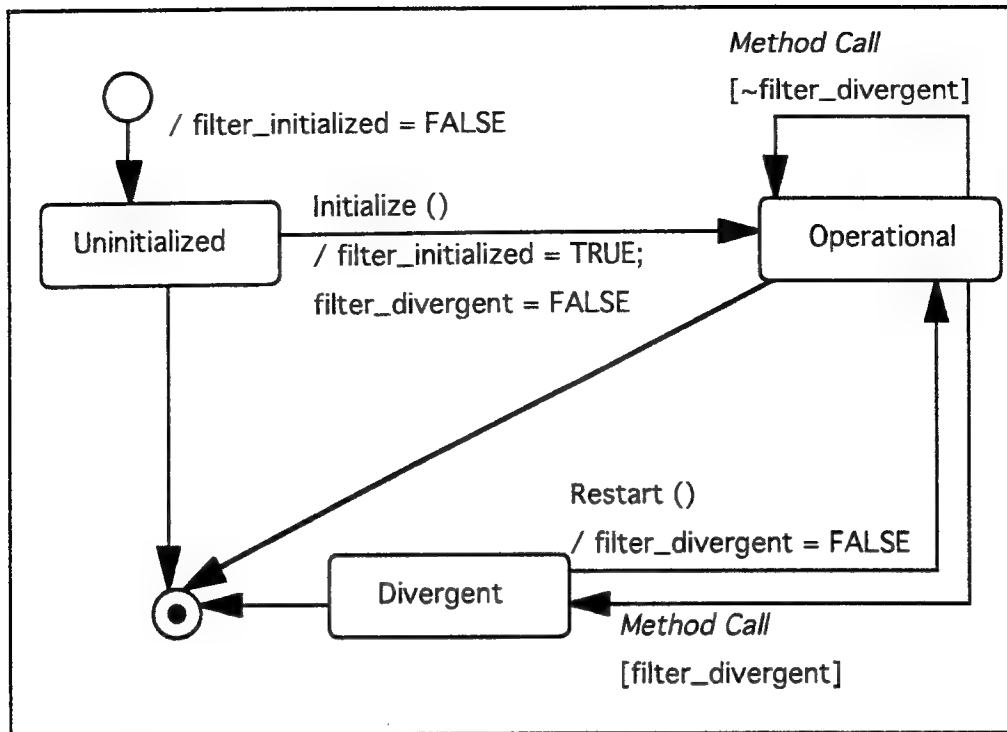 Method Call
[~filter_divergent]
/ filter_initialized = FALSE
Initialize ()
Uninitialized
Operational
/ filter_initialized = TRUE;
filter_divergent = FALSE
Restart ()
/ filter_divergent = FALSE
Divergent
Method Call
[filter_divergent]